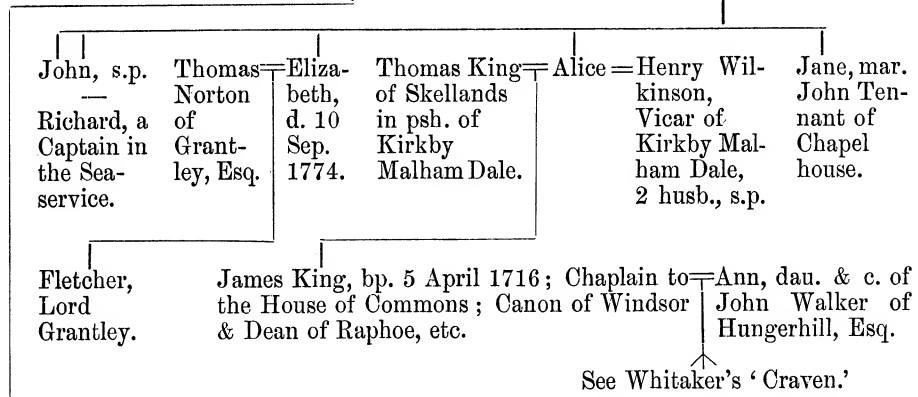 John, s.p.
—
Richard, a
Captain in
the Sea-
service.
Thomas
Norton
of
Grant-
ley, Esq.
Eliza-
beth,
d. 10
Sep.
1774.
Thomas King
of Skellands
in psh. of
Kirkby
Malham Dale.
Alice
Henry Wil-
kinson,
Vicar of
Kirkby Mal-
ham Dale,
2 husb., s.p.
Jane, mar.
John Ten-
nant of
Chapel
house.
Fletcher,
Lord
Grantley.
James King, bp. 5 April 1716; Chaplain to
the House of Commons; Canon of Windsor
& Dean of Raphoe, etc.
Ann, dau. & c. of
John Walker of
Hungerhill, Esq.
See Whitaker's 'Craven.'